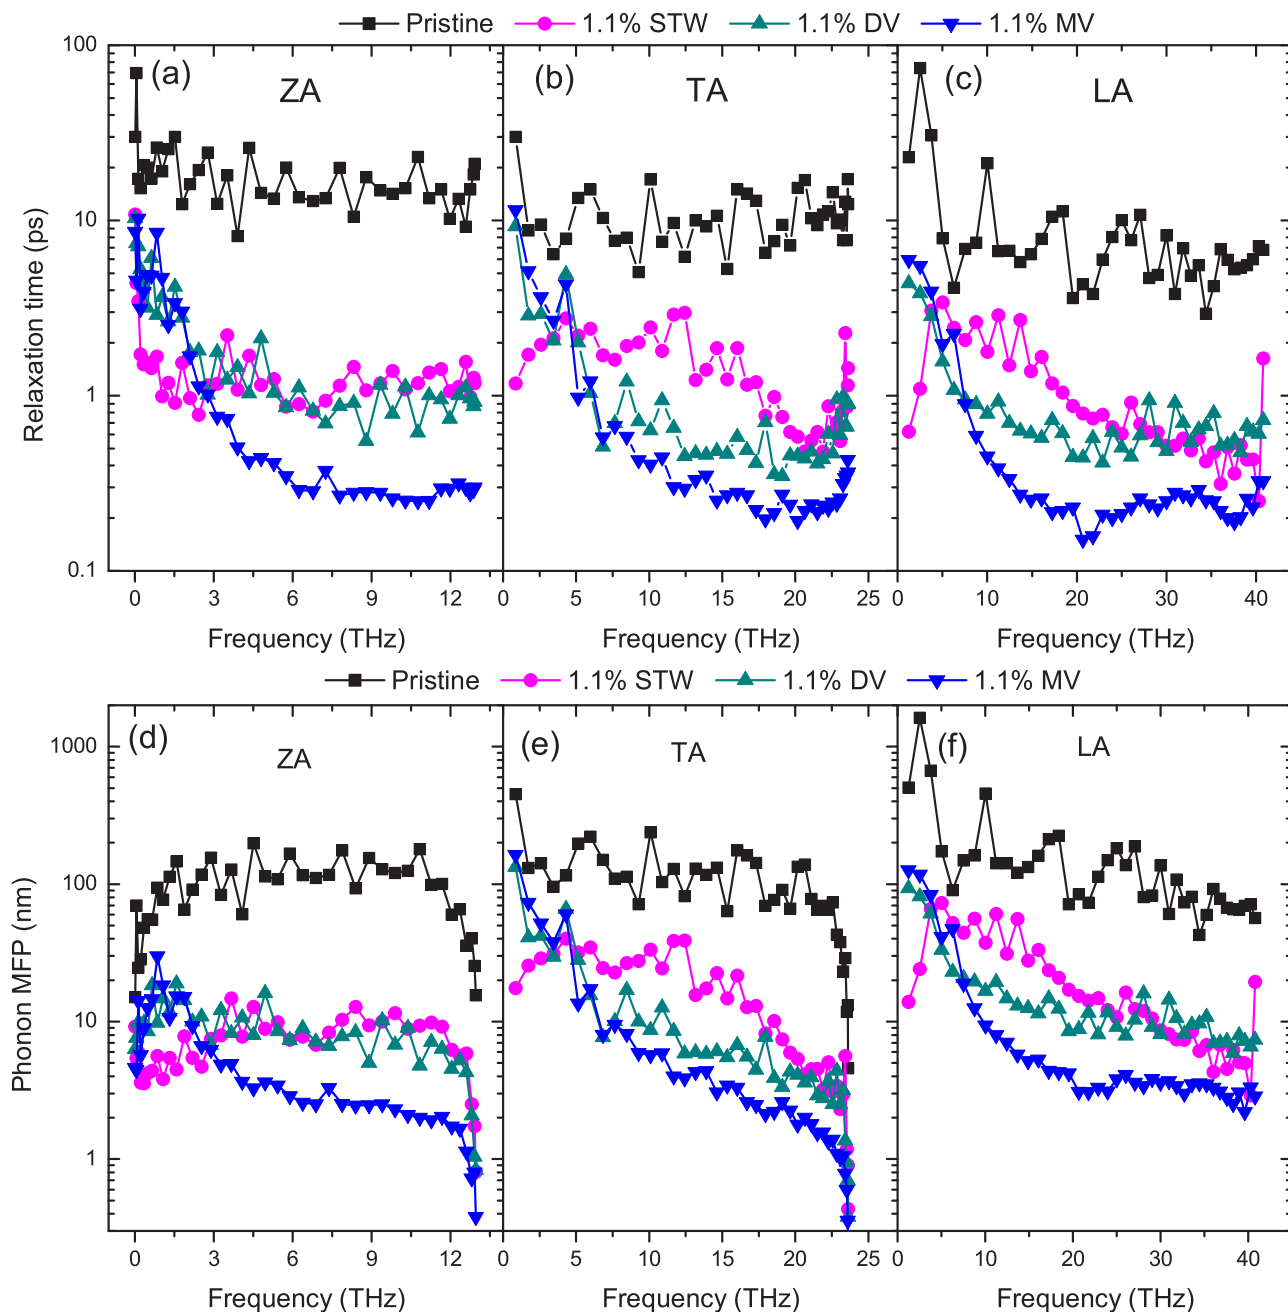 Pristine 1.1% STW 1.1% DV 1.1% MV
(a) ZA (b) TA (c) LA
100
10
1
0.1
Relaxation time (ps)
0 3 6 9 12 0 5 10 15 20 25 0 10 20 30 40
Frequency (THz) Frequency (THz) Frequency (THz)
Pristine 1.1% STW 1.1% DV 1.1% MV
(d) ZA (e) TA (f) LA
1000
100
10
1
Phonon MFP (nm)
0 3 6 9 12 0 5 10 15 20 25 0 10 20 30 40
Frequency (THz) Frequency (THz) Frequency (THz)